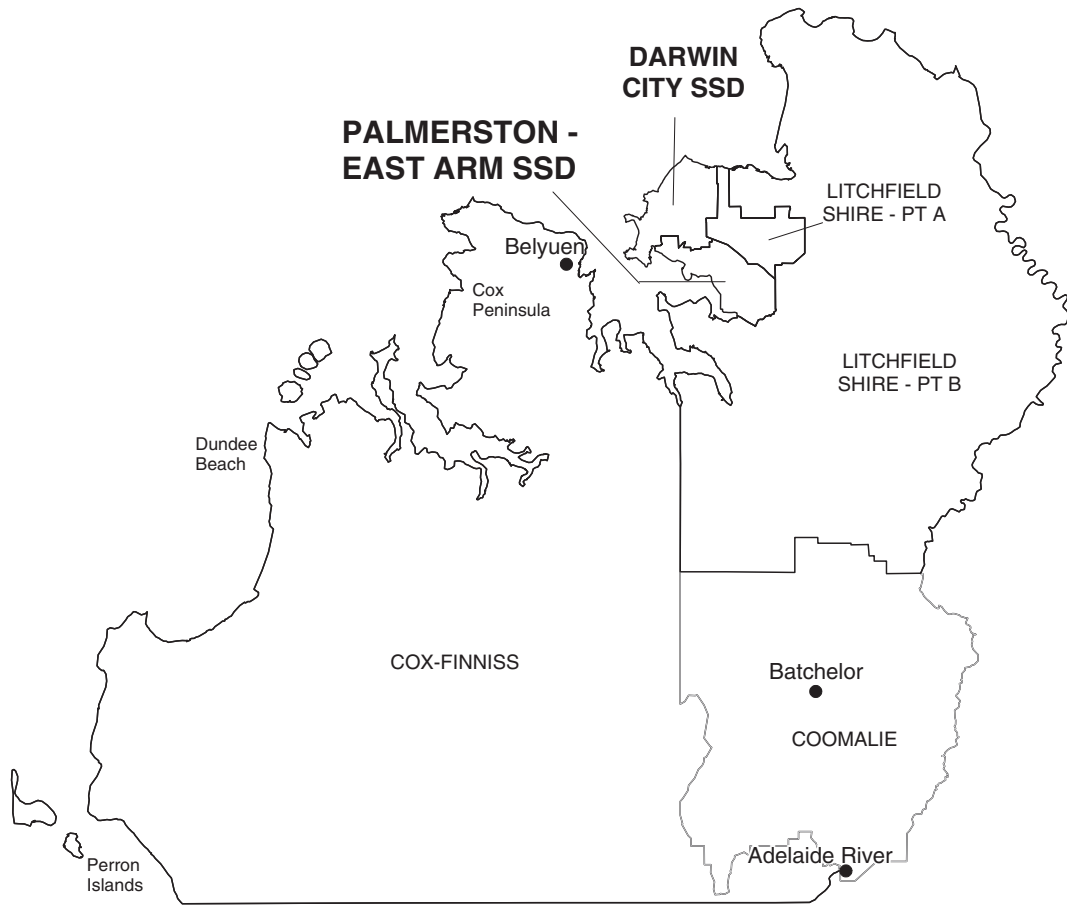 DARWIN
CITY SSD
PALMERSTON -
EAST ARM SSD
LITCHFIELD
SHIRE - PT A
Belyuen
Cox
Peninsula
LITCHFIELD
SHIRE - PT B
Dundee
Beach
COX-FINNISS
Batchelor
COOMALIE
Adelaide River
Perron
Islands